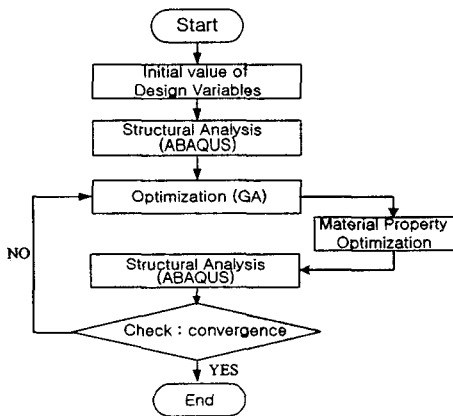 Start
Initial value of
Design Variables
Structural Analysis
(ABAQUS)
Optimization (GA)
Material Property
Optimization
NO
Structural Analysis
(ABAQUS)
Check : convergence
YES
End